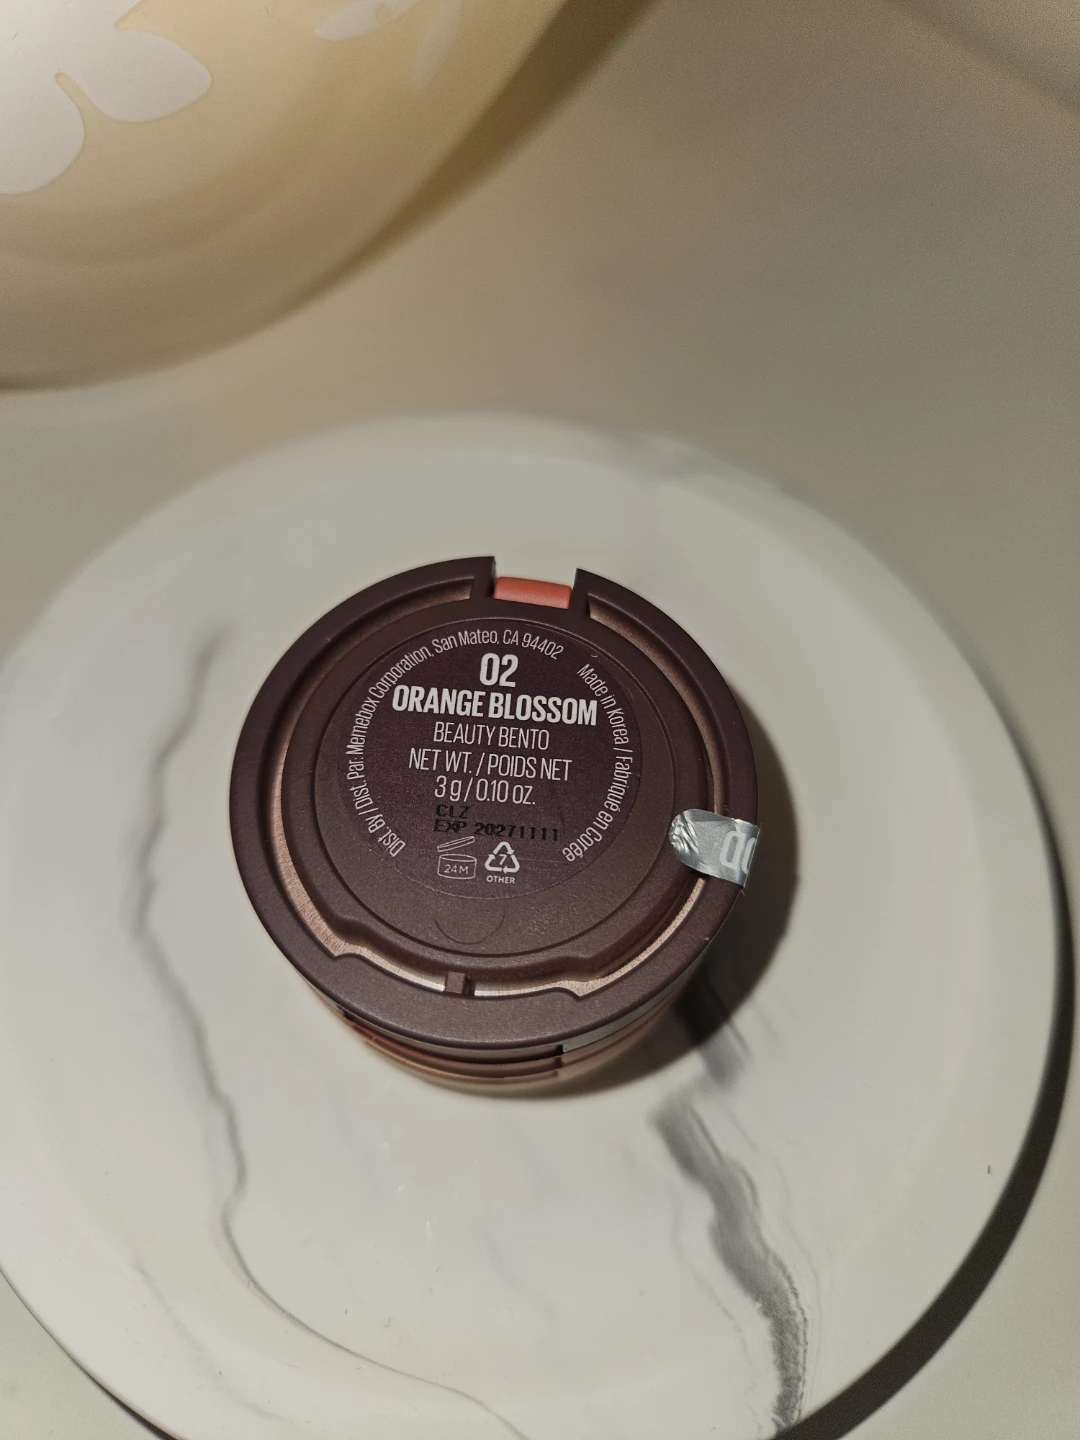 Dist. By / Dist. Par: Memebox Corporation, San Mateo, CA 94402
Made in Korea / Fabriqué en Corée
02
ORANGE BLOSSOM
BEAUTY BENTO
NET WT. / POIDS NET
3 g / 0.10 oz.
CLZ
EXP 20271111
24M
7
OTHER